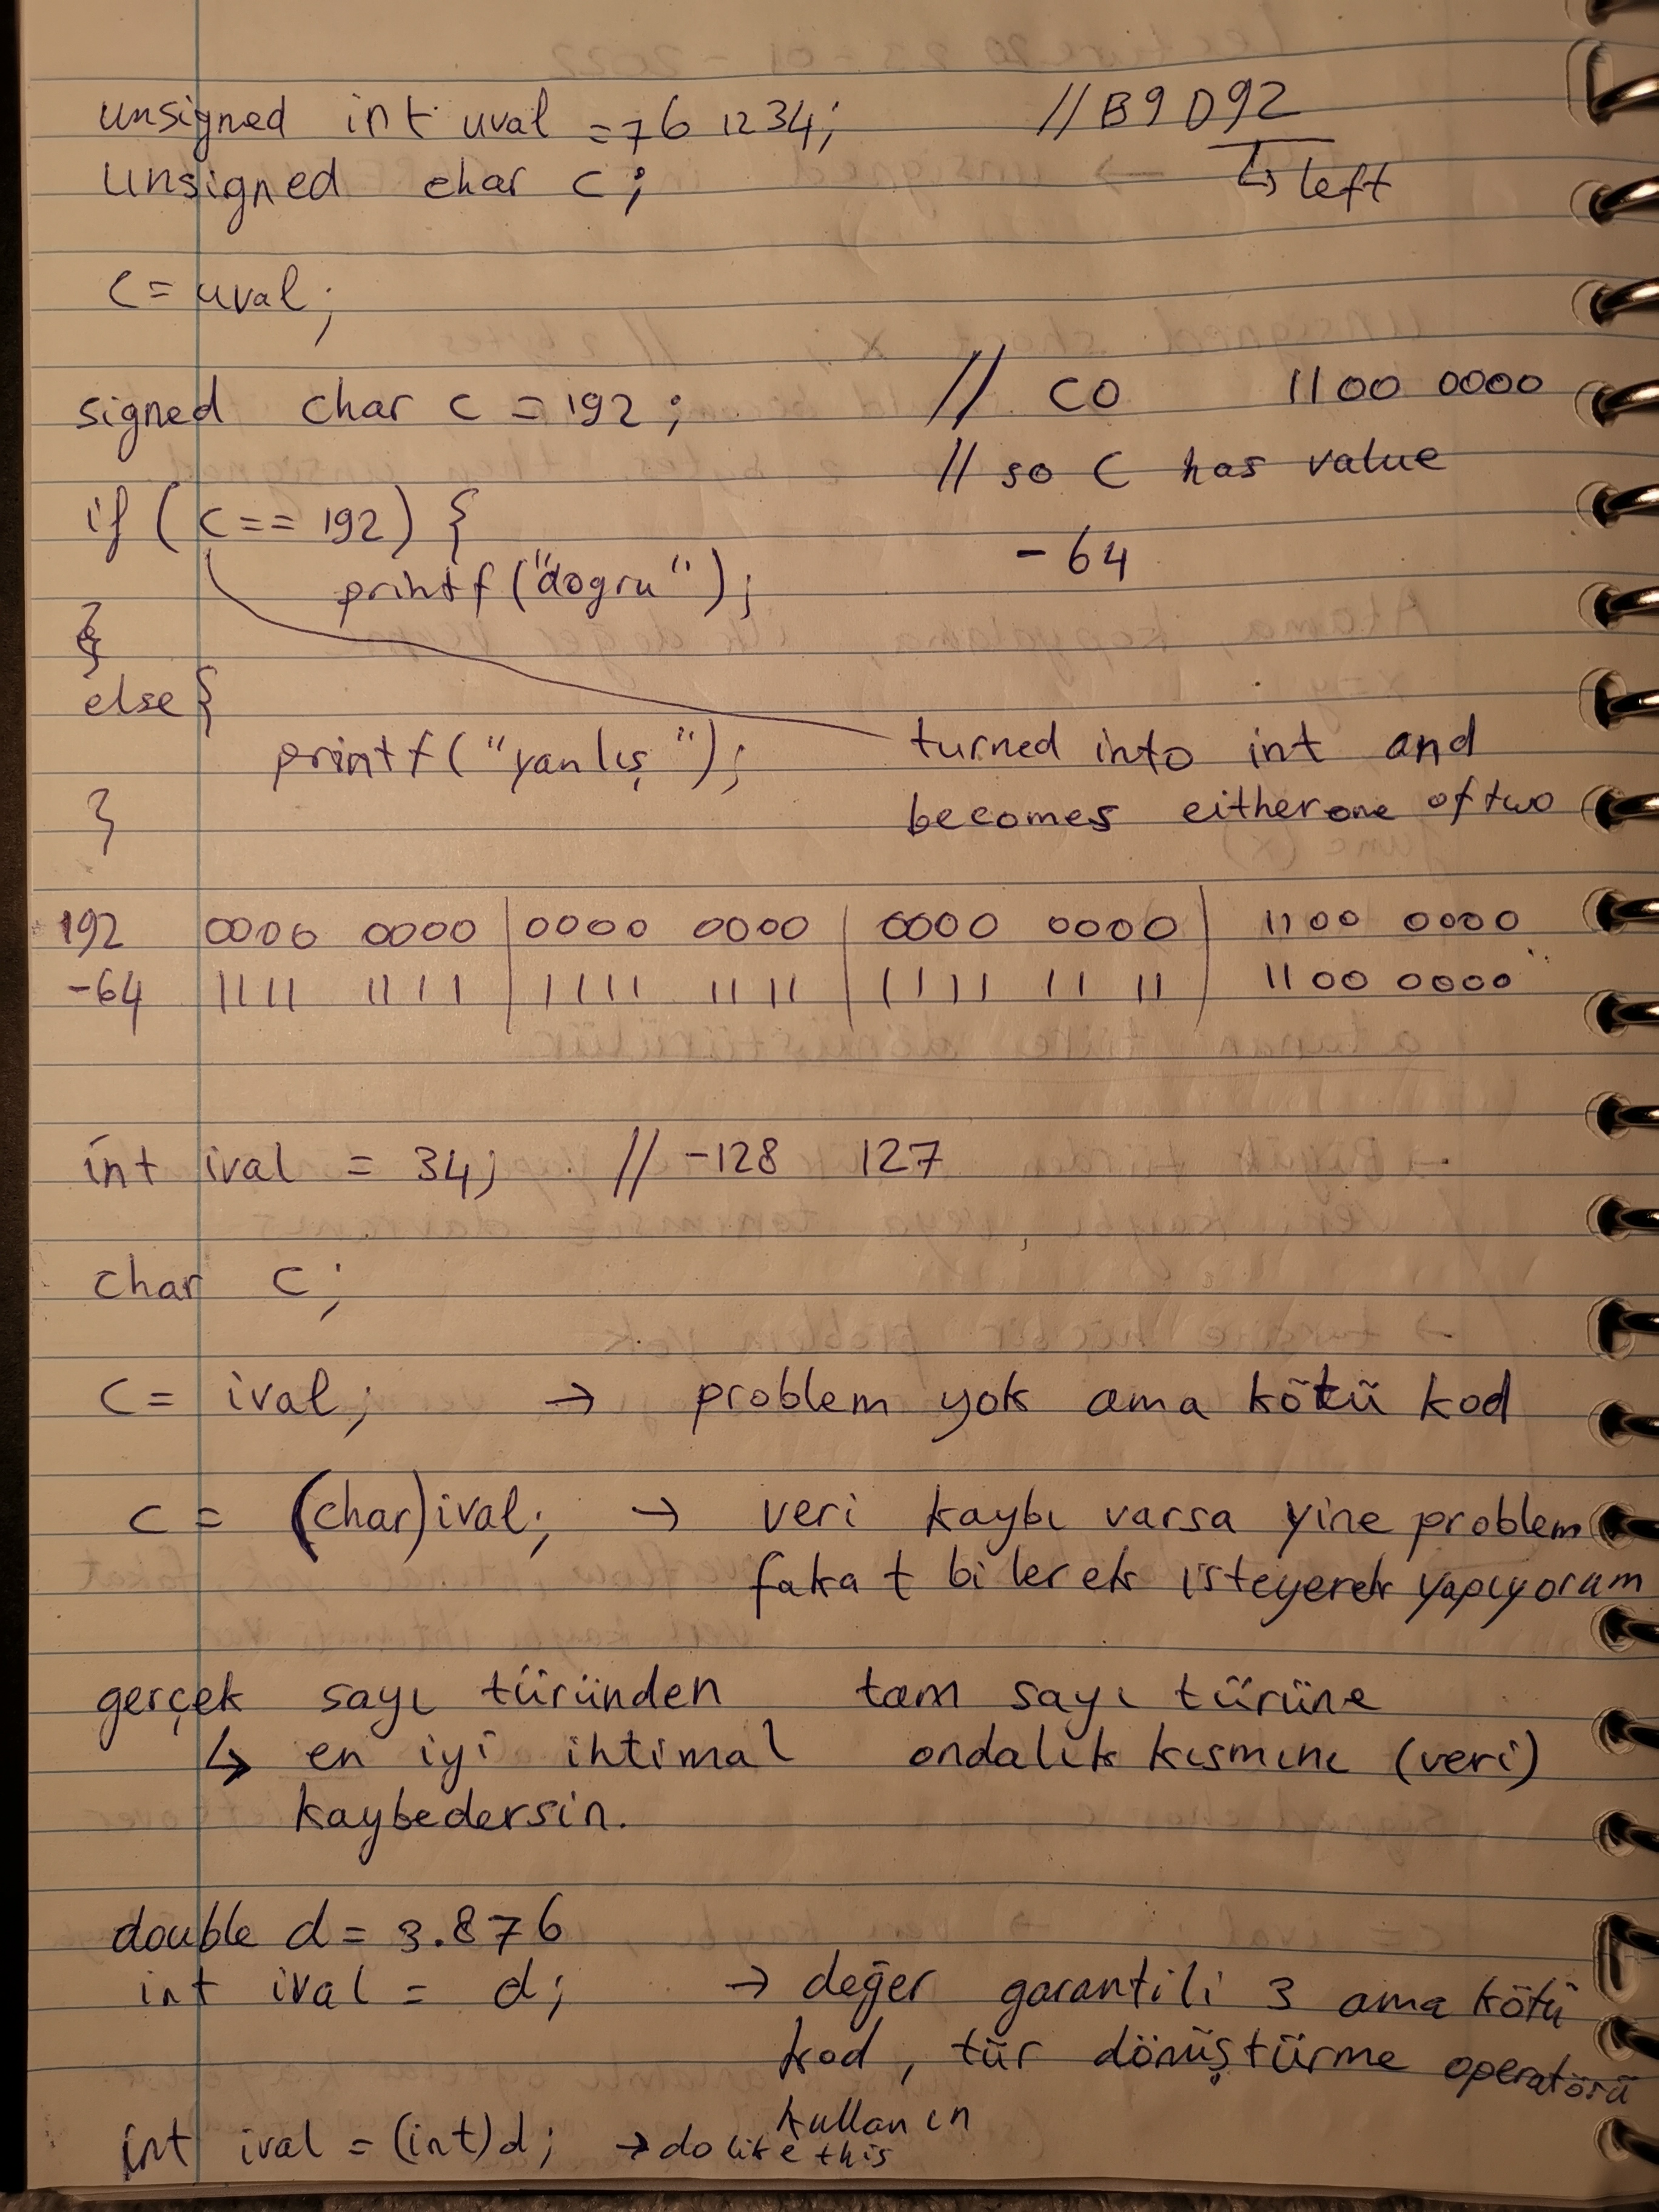 unsigned int uval = 761234; //B9D92
unsigned char c; ↳ left
c = uval;
signed char c = 192; // C0 1100 0000
// so C has value
if (c == 192) { -64
printf("dogru");
}
else {
printf("yanlış"); turned into int and
} becomes either one of two
192 0000 0000 | 0000 0000 | 0000 0000 | 1100 0000
-64 1111 1111 | 1111 1111 | 1111 1111 | 1100 0000
int ival = 34; // -128 127
char c;
c = ival; → problem yok ama kötü kod
c = (char)ival; → veri kaybı varsa yine problem
fakat bilerek isteyerek yapıyorum
gerçek sayı türünden tam sayı türüne
↳ en iyi ihtimal ondalık kısmını (veri)
kaybedersin.
double d = 3.876
int ival = d; → değer garantili 3 ama kötü
kod, tür dönüştürme operatörü
kullanın
int ival = (int)d; → do like this